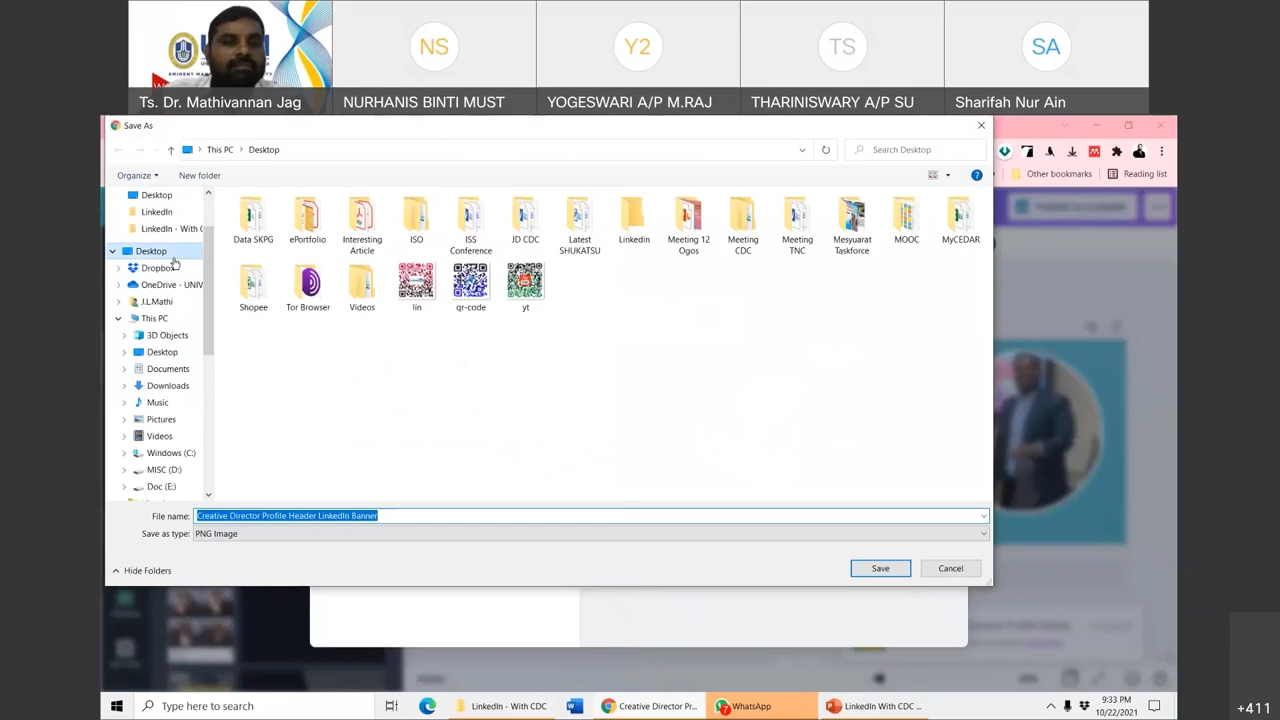 NS
Y2
TS
SA
Ts. Dr. Mathivannan Jag
NURHANIS BINTI MUST
YOGESWARI A/P M.RAJ
THARINISWARY A/P SU
Sharifah Nur Ain
Save As
This PC
Desktop
Search Desktop
Organize
New folder
Other bookmarks
Reading list
Desktop
LinkedIn
LinkedIn - With C
Desktop
Dropbox
OneDrive - UNIV
J.L.Mathi
This PC
3D Objects
Desktop
Documents
Downloads
Music
Pictures
Videos
Windows (C:)
MISC (D:)
Doc (E:)
Data SKPG
ePortfolio
Interesting Article
ISO
ISS Conference
JD CDC
Latest SHUKATSU
Linkedin
Meeting 12 Ogos
Meeting CDC
Meeting TNC
Mesyuarat Taskforce
MOOC
MyCEDAR
Shopee
Tor Browser
Videos
lin
qr-code
yt
File name: Creative Director Profile Header LinkedIn Banner
Save as type: PNG Image
Hide Folders
Save
Cancel
Type here to search
LinkedIn - With CDC
Creative Director Pr...
7
WhatsApp
LinkedIn With CDC ...
9:33 PM
10/22/2021
+411